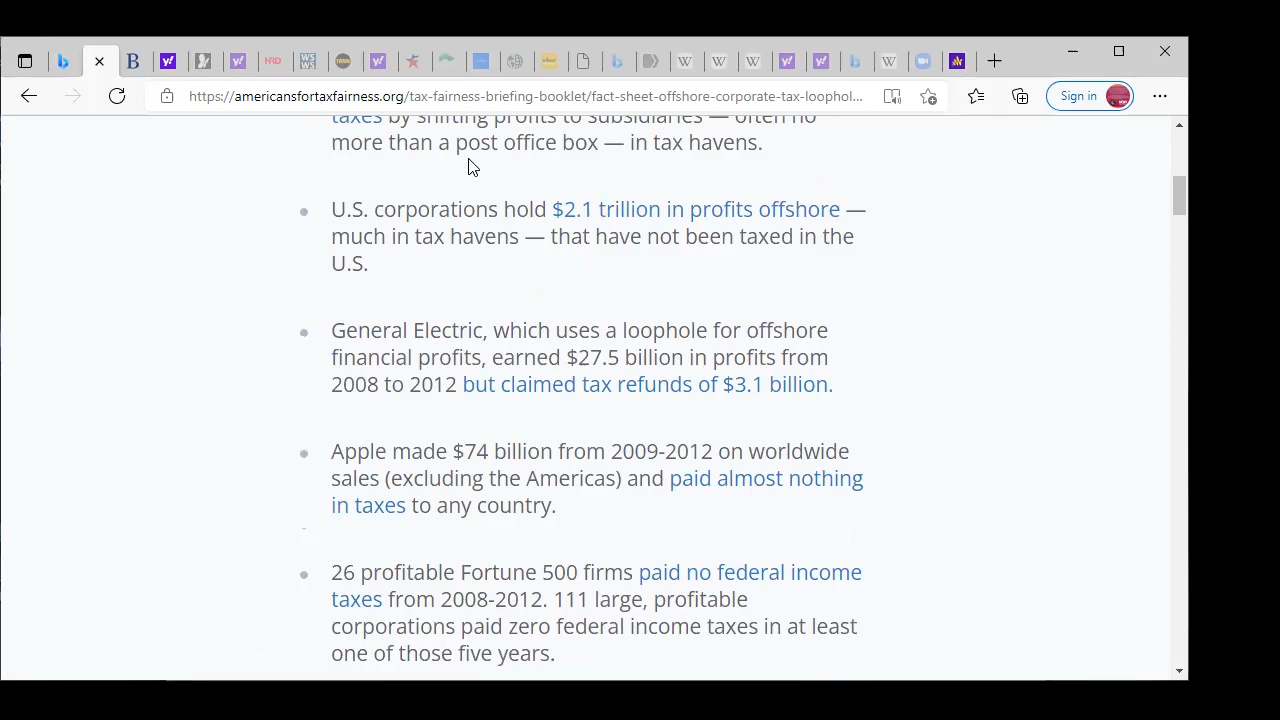 B
y!
y!
HRD
WS
WS
y!
W
W
W
y!
y!
W
https://americansfortaxfairness.org/tax-fairness-briefing-booklet/fact-sheet-offshore-corporate-tax-loophol...
Sign in
taxes by shifting profits to subsidiaries — often no
more than a post office box — in tax havens.
U.S. corporations hold $2.1 trillion in profits offshore —
much in tax havens — that have not been taxed in the
U.S.
General Electric, which uses a loophole for offshore
financial profits, earned $27.5 billion in profits from
2008 to 2012 but claimed tax refunds of $3.1 billion.
Apple made $74 billion from 2009-2012 on worldwide
sales (excluding the Americas) and paid almost nothing
in taxes to any country.
26 profitable Fortune 500 firms paid no federal income
taxes from 2008-2012. 111 large, profitable
corporations paid zero federal income taxes in at least
one of those five years.